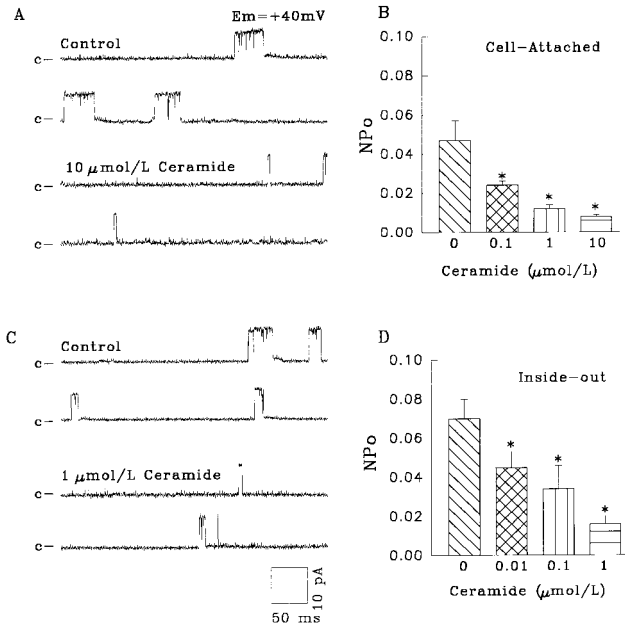 A
Em=+40mV
Control
c−
c−
10 μmol/L Ceramide
c−
c−
B
0.10
Cell-Attached
0.08
0.06
NPo
0.04
0.02
0.00
* * *
0 0.1 1 10
Ceramide (μmol/L)
C
Control
c−
c−
1 μmol/L Ceramide
*
c−
c−
10 pA
50 ms
D
0.10
Inside-out
0.08
0.06
NPo
0.04
0.02
0.00
* * *
0 0.01 0.1 1
Ceramide (μmol/L)